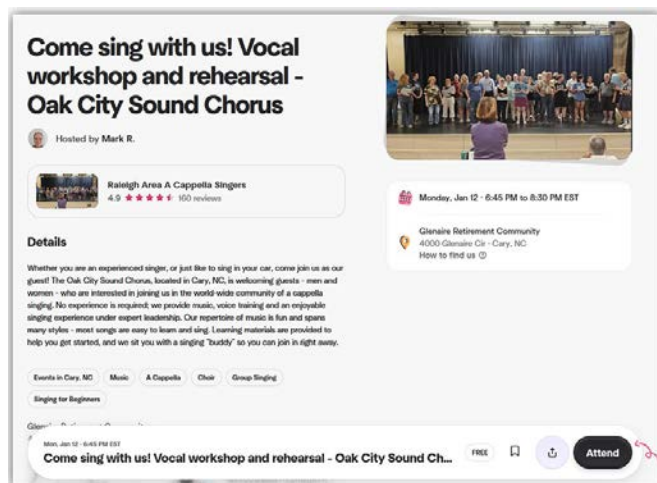 Come sing with us! Vocal
workshop and rehearsal -
Oak City Sound Chorus
Hosted by Mark R.
Raleigh Area A Cappella Singers
4.9 160 reviews
Details
Whether you are an experienced singer, or just like to sing in your car, come join us as our
guest! The Oak City Sound Chorus, located in Cary, NC, is welcoming guests - men and
women - who are interested in joining us in the world-wide community of a cappella
singing. No experience is required; we provide music, voice training and an enjoyable
singing experience under expert leadership. Our repertoire of music is fun and spans
many styles - most songs are easy to learn and sing. Learning materials are provided to
help you get started, and we sit you with a singing "buddy" so you can join in right away.
Events in Cary, NC Music A Cappella Choir Group Singing
Singing for Beginners
Monday, Jan 12 · 6:45 PM to 8:30 PM EST
Glenaire Retirement Community
4000 Glenaire Cir · Cary, NC
How to find us
Mon, Jan 12 · 6:45 PM EST
Come sing with us! Vocal workshop and rehearsal - Oak City Sound Ch...
FREE
Attend